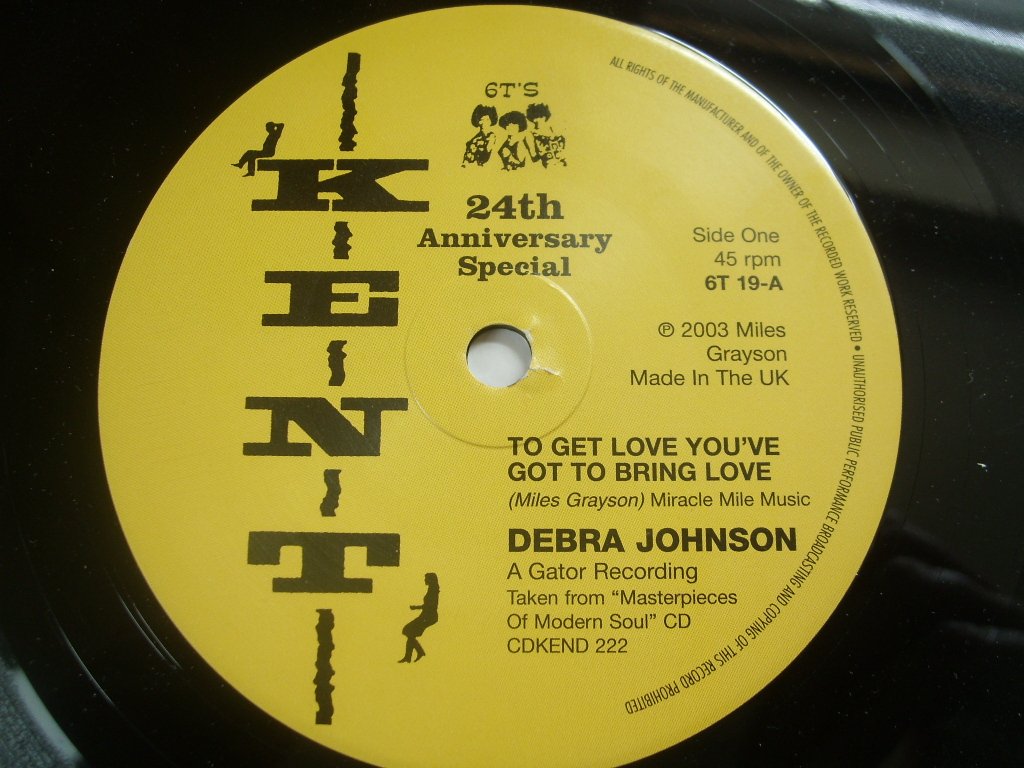 KENT
6T'S
24th
Anniversary
Special
Side One
45 rpm
6T 19-A
℗ 2003 Miles
Grayson
Made In The UK
TO GET LOVE YOU'VE
GOT TO BRING LOVE
(Miles Grayson) Miracle Mile Music
DEBRA JOHNSON
A Gator Recording
Taken from "Masterpieces
Of Modern Soul" CD
CDKEND 222
ALL RIGHTS OF THE MANUFACTURER AND OF THE OWNER OF THE RECORDED WORK RESERVED • UNAUTHORISED PUBLIC PERFORMANCE BROADCASTING AND COPYING OF THIS RECORD PROHIBITED